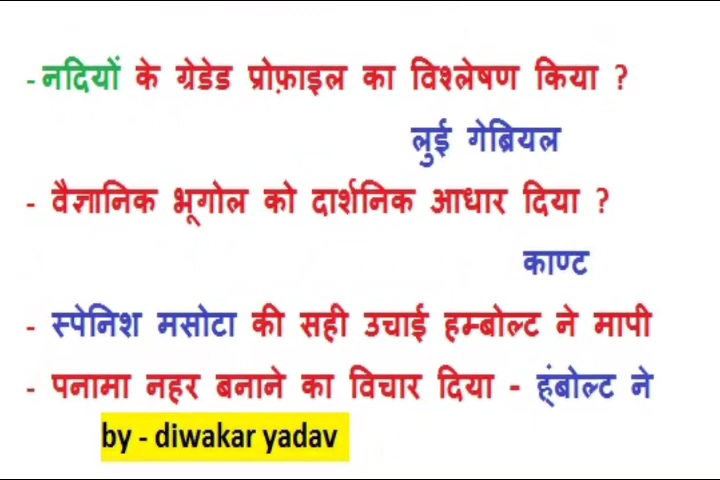 - नदियों के ग्रेडेड प्रोफ़ाइल का विश्लेषण किया ?
लुई गेब्रियल
- वैज्ञानिक भूगोल को दार्शनिक आधार दिया ?
काण्ट
- स्पेनिश मसोटा की सही उचाई हम्बोल्ट ने मापी
- पनामा नहर बनाने का विचार दिया - ह्ंबोल्ट ने
by - diwakar yadav